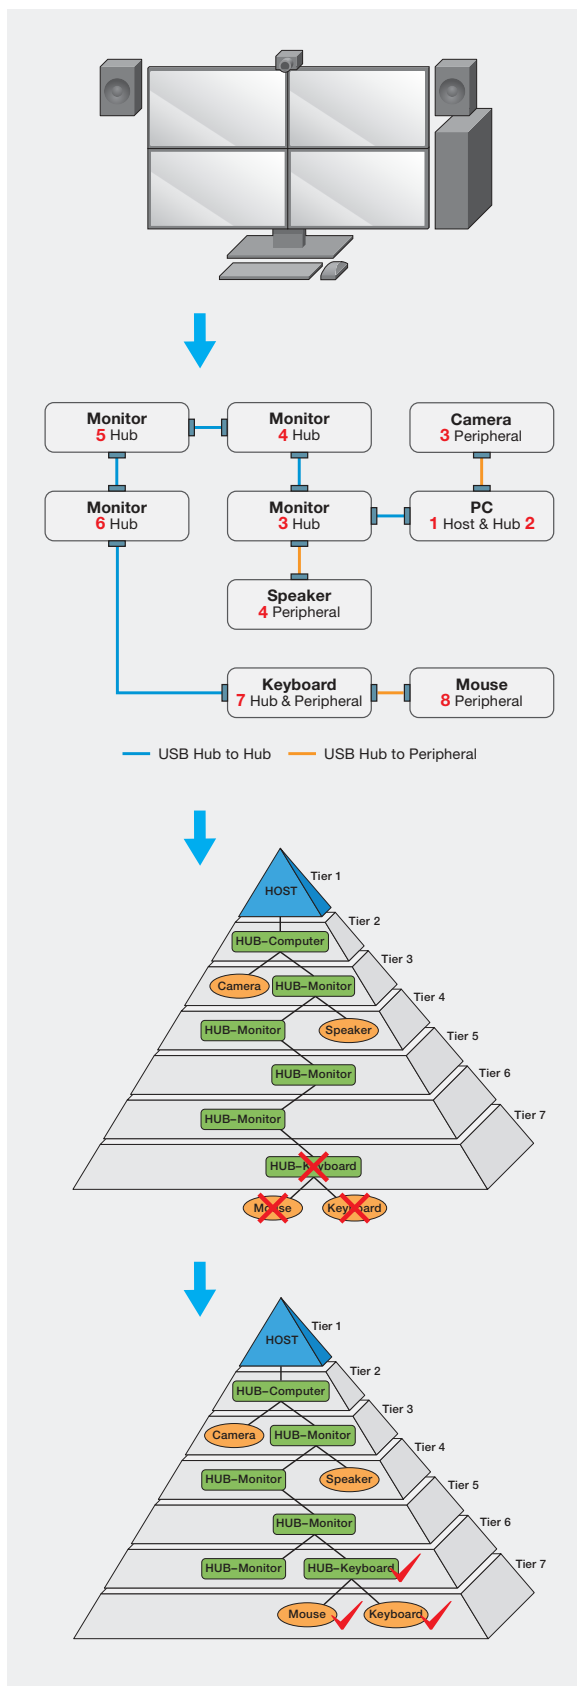 Monitor
5 Hub
Monitor
4 Hub
Camera
3 Peripheral
Monitor
6 Hub
Monitor
3 Hub
PC
1 Host & Hub 2
Speaker
4 Peripheral
Keyboard
7 Hub & Peripheral
Mouse
8 Peripheral
USB Hub to Hub
USB Hub to Peripheral
Tier 1
HOST
Tier 2
HUB–Computer
Tier 3
Camera
HUB–Monitor
Tier 4
HUB–Monitor
Speaker
Tier 5
HUB–Monitor
Tier 6
HUB–Monitor
Tier 7
HUB–Keyboard
Mouse
Keyboard
Tier 1
HOST
Tier 2
HUB–Computer
Tier 3
Camera
HUB–Monitor
Tier 4
HUB–Monitor
Speaker
Tier 5
HUB–Monitor
Tier 6
HUB–Monitor
HUB–Keyboard
Tier 7
Mouse
Keyboard